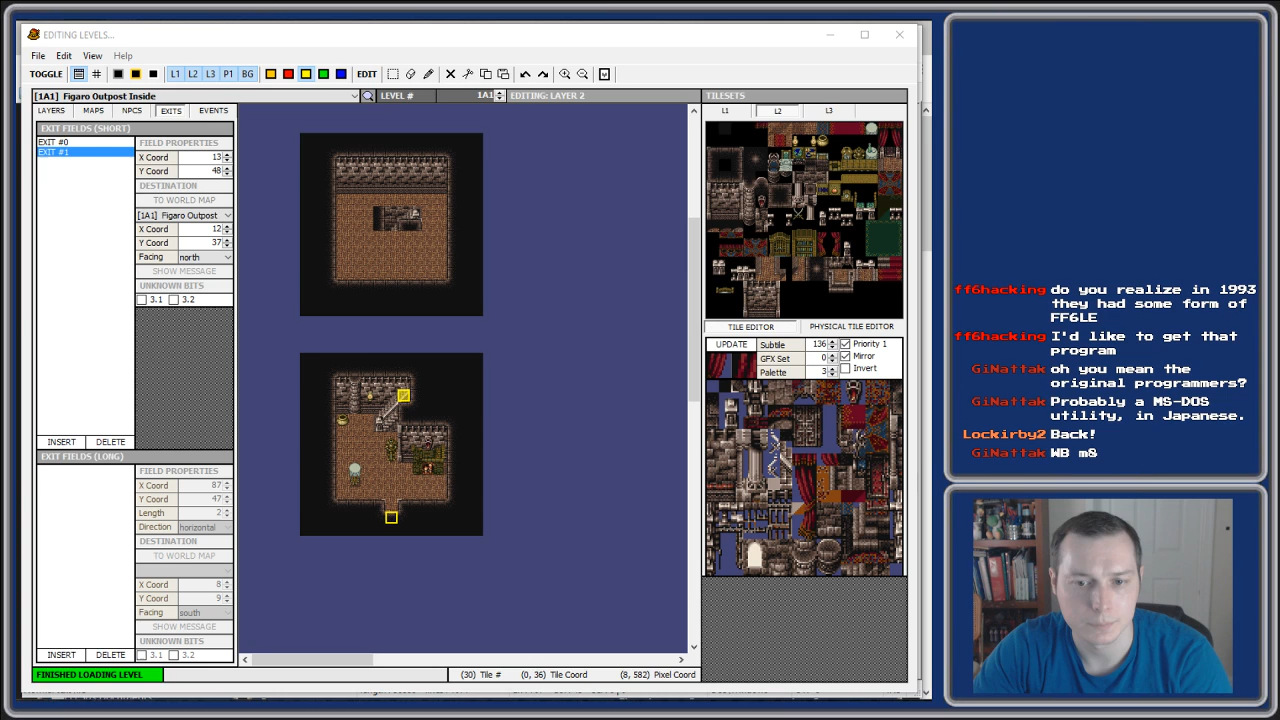 EDITING LEVELS...
File Edit View Help
TOGGLE L1 L2 L3 P1 BG EDIT
[1A1] Figaro Outpost Inside LEVEL # 1A1 EDITING: LAYER 2 TILESETS
LAYERS MAPS NPCS EXITS EVENTS L1 L2 L3
EXIT FIELDS (SHORT)
EXIT #0
EXIT #1
FIELD PROPERTIES
X Coord 13
Y Coord 48
DESTINATION
TO WORLD MAP
[1A1] Figaro Outpost
X Coord 12
Y Coord 37
Facing north
SHOW MESSAGE
UNKNOWN BITS
3.1 3.2
INSERT DELETE
EXIT FIELDS (LONG)
FIELD PROPERTIES
X Coord 87
Y Coord 47
Length 2
Direction horizontal
DESTINATION
TO WORLD MAP
X Coord 8
Y Coord 9
Facing south
SHOW MESSAGE
UNKNOWN BITS
INSERT DELETE 3.1 3.2
FINISHED LOADING LEVEL (30) Tile # (0, 36) Tile Coord (8, 582) Pixel Coord
TILE EDITOR PHYSICAL TILE EDITOR
UPDATE Subtile 136 Priority 1
GFX Set 0 Mirror
Palette 3 Invert
ff6hacking do you realize in 1993
they had some form of
FF6LE
ff6hacking I'd like to get that
program
GiNattak oh you mean the
original programmers?
GiNattak Probably a MS-DOS
utility, in Japanese.
Lockirby2 Back!
GiNattak WB m8